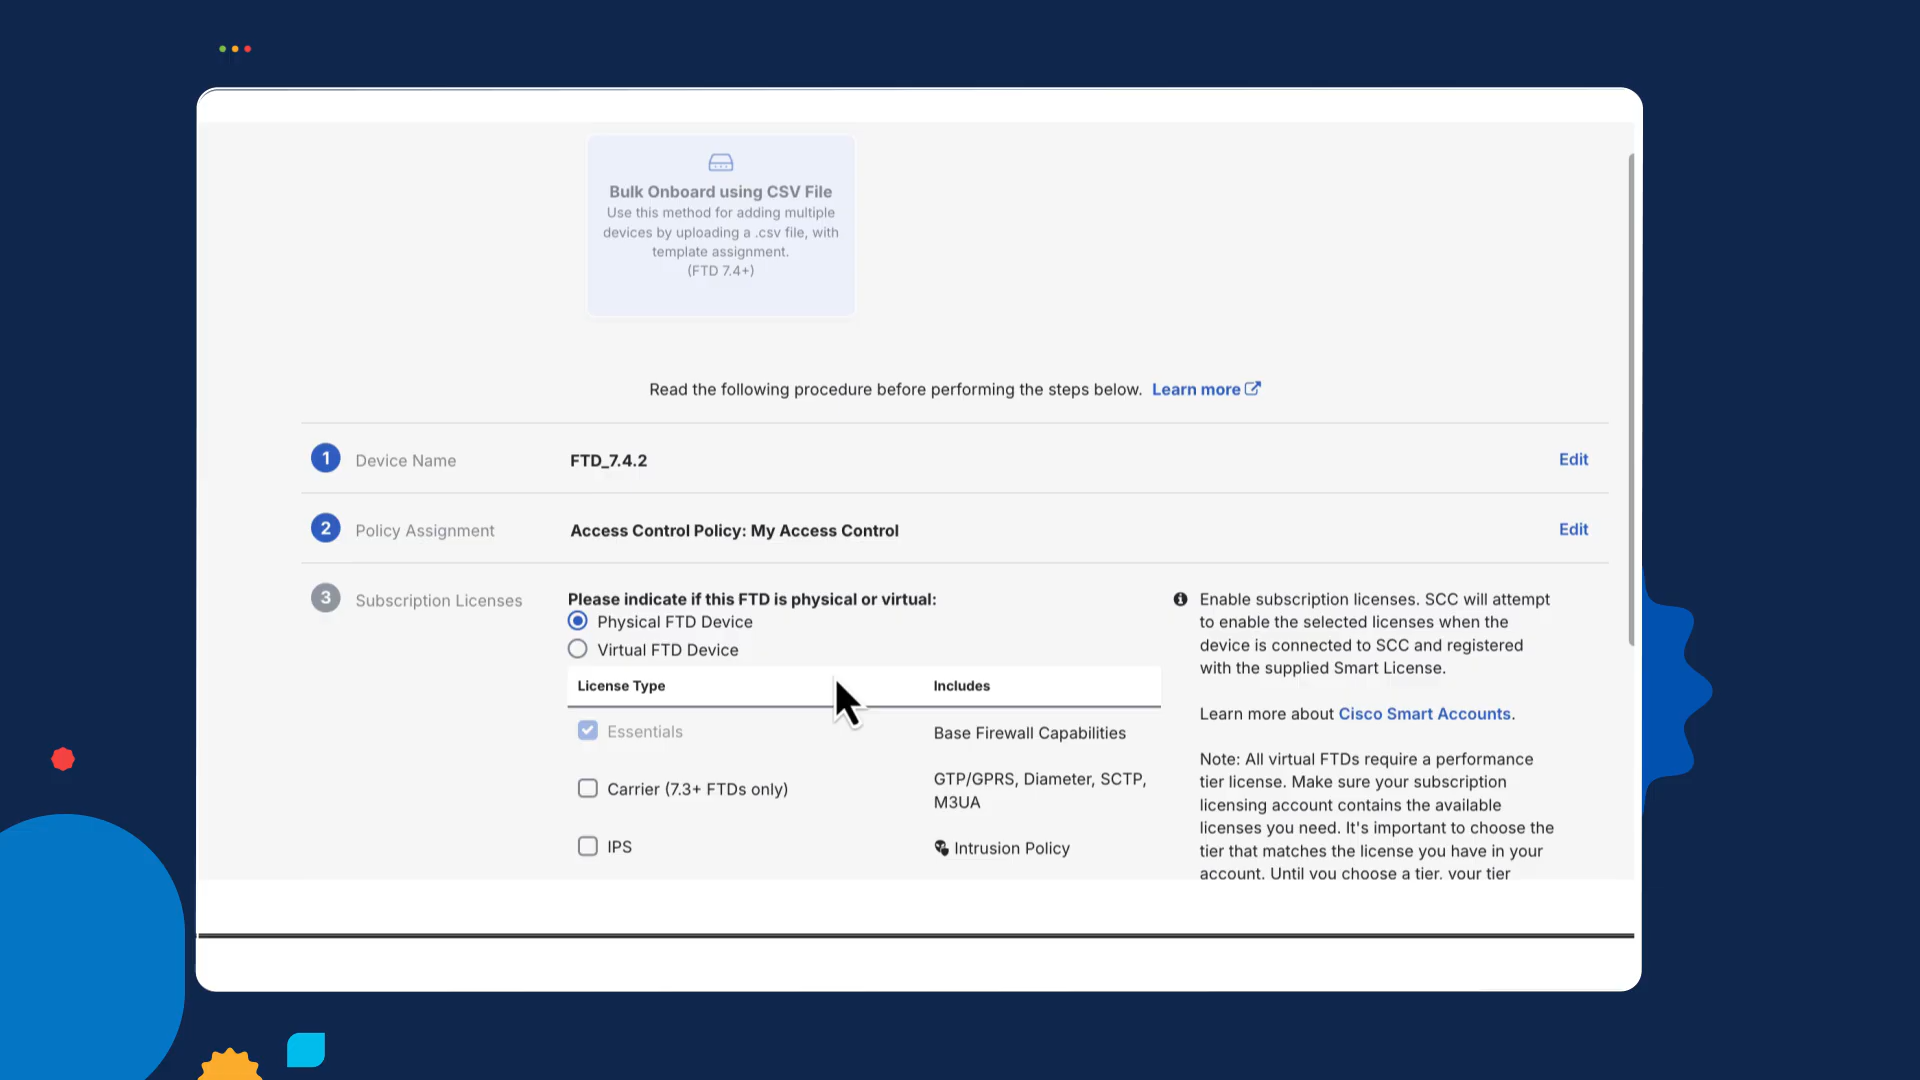 Bulk Onboard using CSV File
Use this method for adding multiple
devices by uploading a .csv file, with
template assignment.
(FTD 7.4+)
Read the following procedure before performing the steps below. Learn more
1 Device Name FTD_7.4.2 Edit
2 Policy Assignment Access Control Policy: My Access Control Edit
3 Subscription Licenses
Please indicate if this FTD is physical or virtual:
Physical FTD Device
Virtual FTD Device
License Type Includes
Essentials Base Firewall Capabilities
Carrier (7.3+ FTDs only) GTP/GPRS, Diameter, SCTP,
M3UA
IPS Intrusion Policy
Enable subscription licenses. SCC will attempt
to enable the selected licenses when the
device is connected to SCC and registered
with the supplied Smart License.
Learn more about Cisco Smart Accounts.
Note: All virtual FTDs require a performance
tier license. Make sure your subscription
licensing account contains the available
licenses you need. It's important to choose the
tier that matches the license you have in your
account. Until you choose a tier, your tier